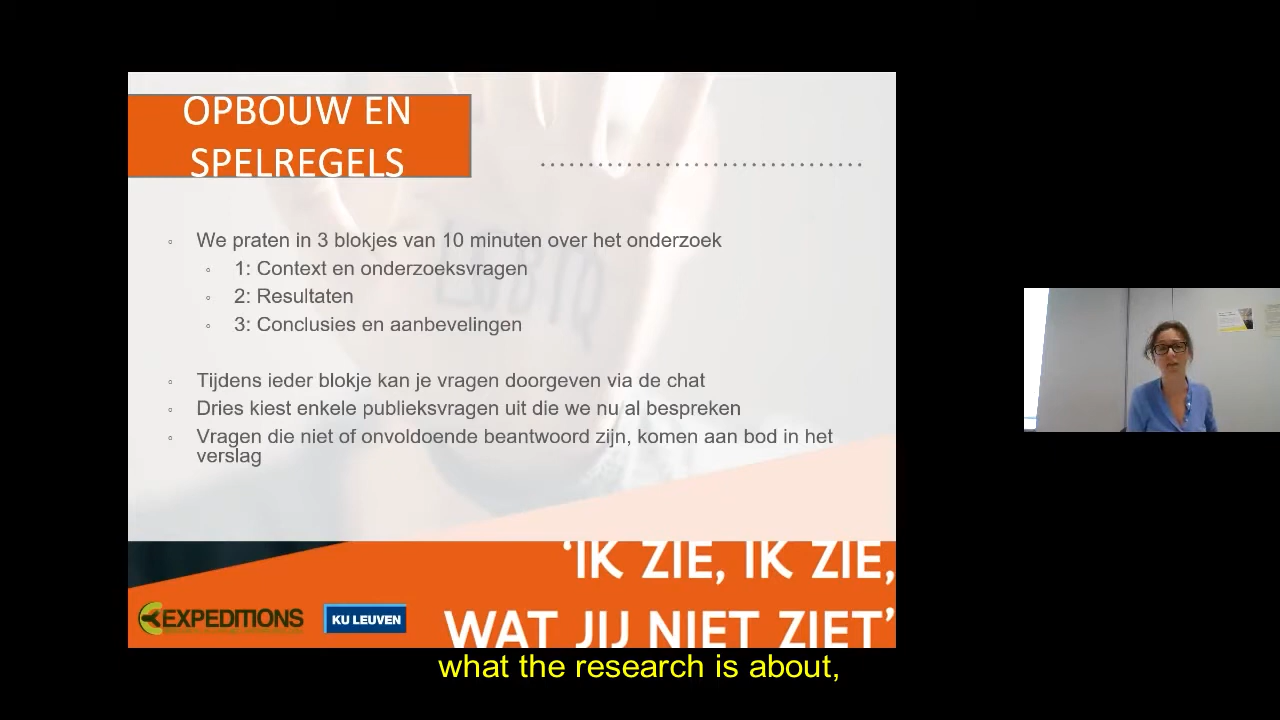 OPBOUW EN
SPELREGELS
We praten in 3 blokjes van 10 minuten over het onderzoek
1: Context en onderzoeksvragen
2: Resultaten
3: Conclusies en aanbevelingen
LGBTQ
Tijdens ieder blokje kan je vragen doorgeven via de chat
Dries kiest enkele publieksvragen uit die we nu al bespreken
Vragen die niet of onvoldoende beantwoord zijn, komen aan bod in het
verslag
‘IK ZIE, IK ZIE,
WAT JIJ NIET ZIET’
EXPEDITIONS
KU LEUVEN
what the research is about,